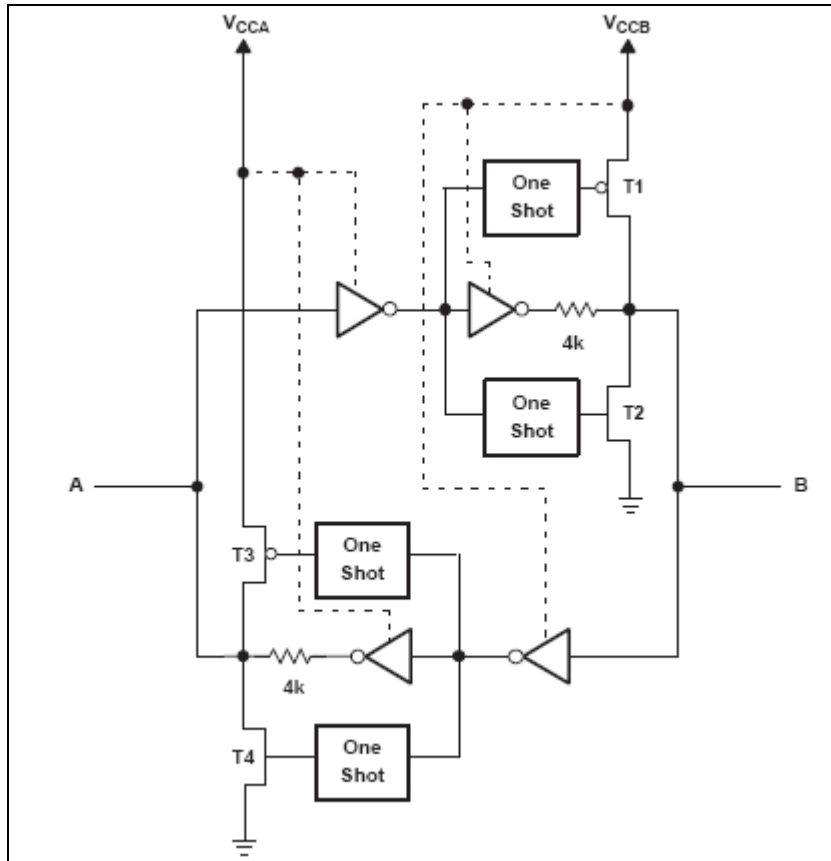 VCCA
VCCB
One
Shot
T1
4k
One
Shot
T2
A
B
T3
One
Shot
4k
T4
One
Shot